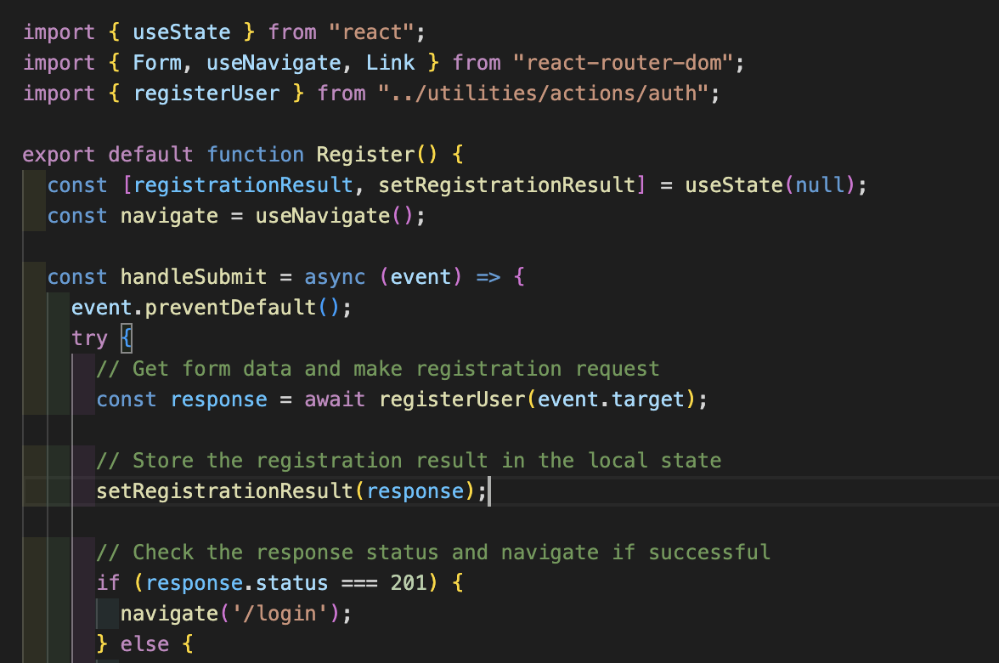 import { useState } from "react";
import { Form, useNavigate, Link } from "react-router-dom";
import { registerUser } from "../utilities/actions/auth";
export default function Register() {
const [registrationResult, setRegistrationResult] = useState(null);
const navigate = useNavigate();
const handleSubmit = async (event) => {
event.preventDefault();
try {
// Get form data and make registration request
const response = await registerUser(event.target);
// Store the registration result in the local state
setRegistrationResult(response);
// Check the response status and navigate if successful
if (response.status === 201) {
navigate('/login');
} else {